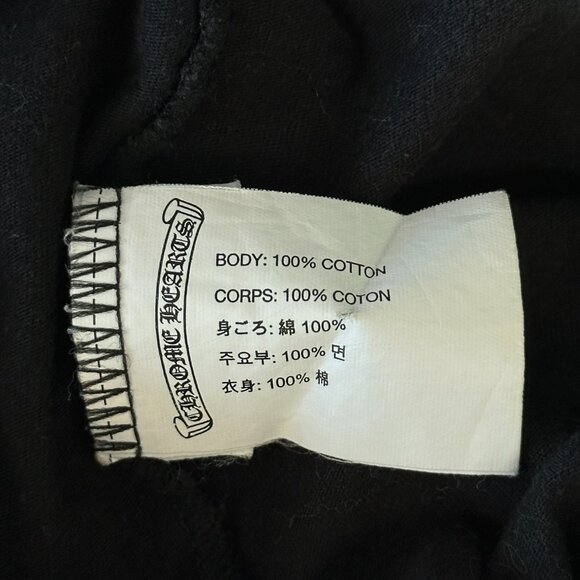 CHROME HEARTS
BODY: 100% COTTON
CORPS: 100% COTON
身ごろ: 綿 100%
주요부: 100% 면
衣身: 100% 棉